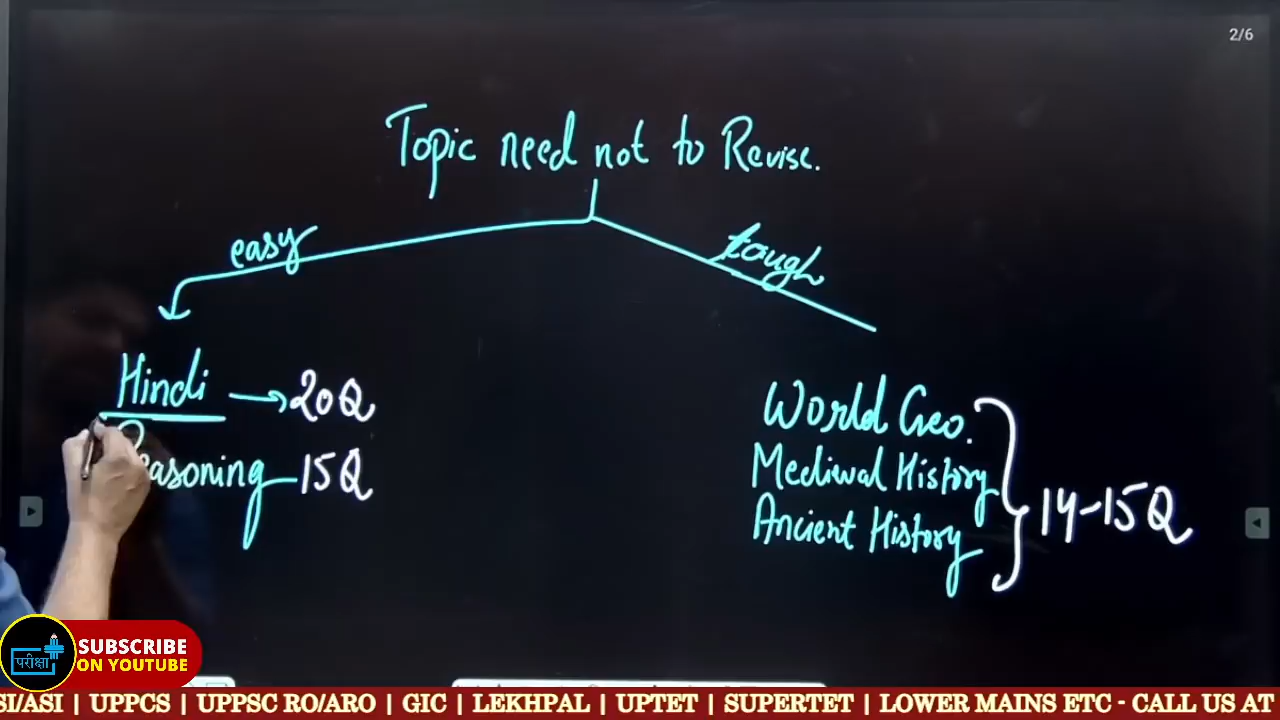 2/6
Topic need not to Revise.
easy
tough
Hindi → 20Q
Reasoning — 15Q
World Geo.
Mediwal History
Ancient History
14-15Q
परीक्षा
SUBSCRIBE
ON YOUTUBE
SI/ASI | UPPCS | UPPSC RO/ARO | GIC | LEKHPAL | UPTET | SUPERTET | LOWER MAINS ETC - CALL US AT